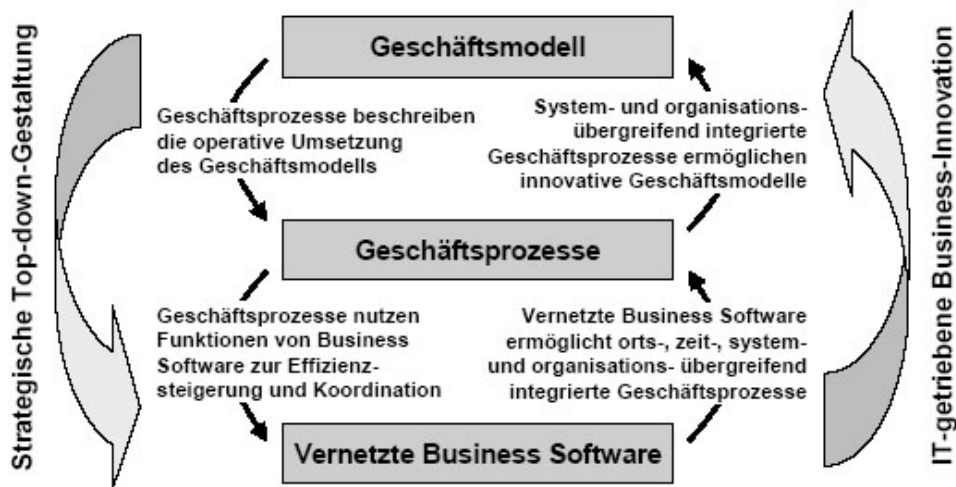 Strategische Top-down-Gestaltung
Geschäftsmodell
Geschäftsprozesse beschreiben
die operative Umsetzung
des Geschäftsmodells
System- und organisations-
übergreifend integrierte
Geschäftsprozesse ermöglichen
innovative Geschäftsmodelle
Geschäftsprozesse
Geschäftsprozesse nutzen
Funktionen von Business
Software zur Effizienz-
steigerung und Koordination
Vernetzte Business Software
ermöglicht orts-, zeit-, system-
und organisations- übergreifend
integrierte Geschäftsprozesse
Vernetzte Business Software
IT-getriebene Business-Innovation